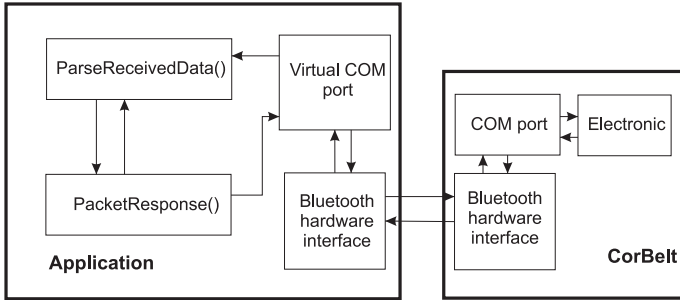 ParseReceivedData()
Virtual COM
port
PacketResponse()
Bluetooth
hardware
interface
Application
COM port
Electronic
Bluetooth
hardware
interface
CorBelt